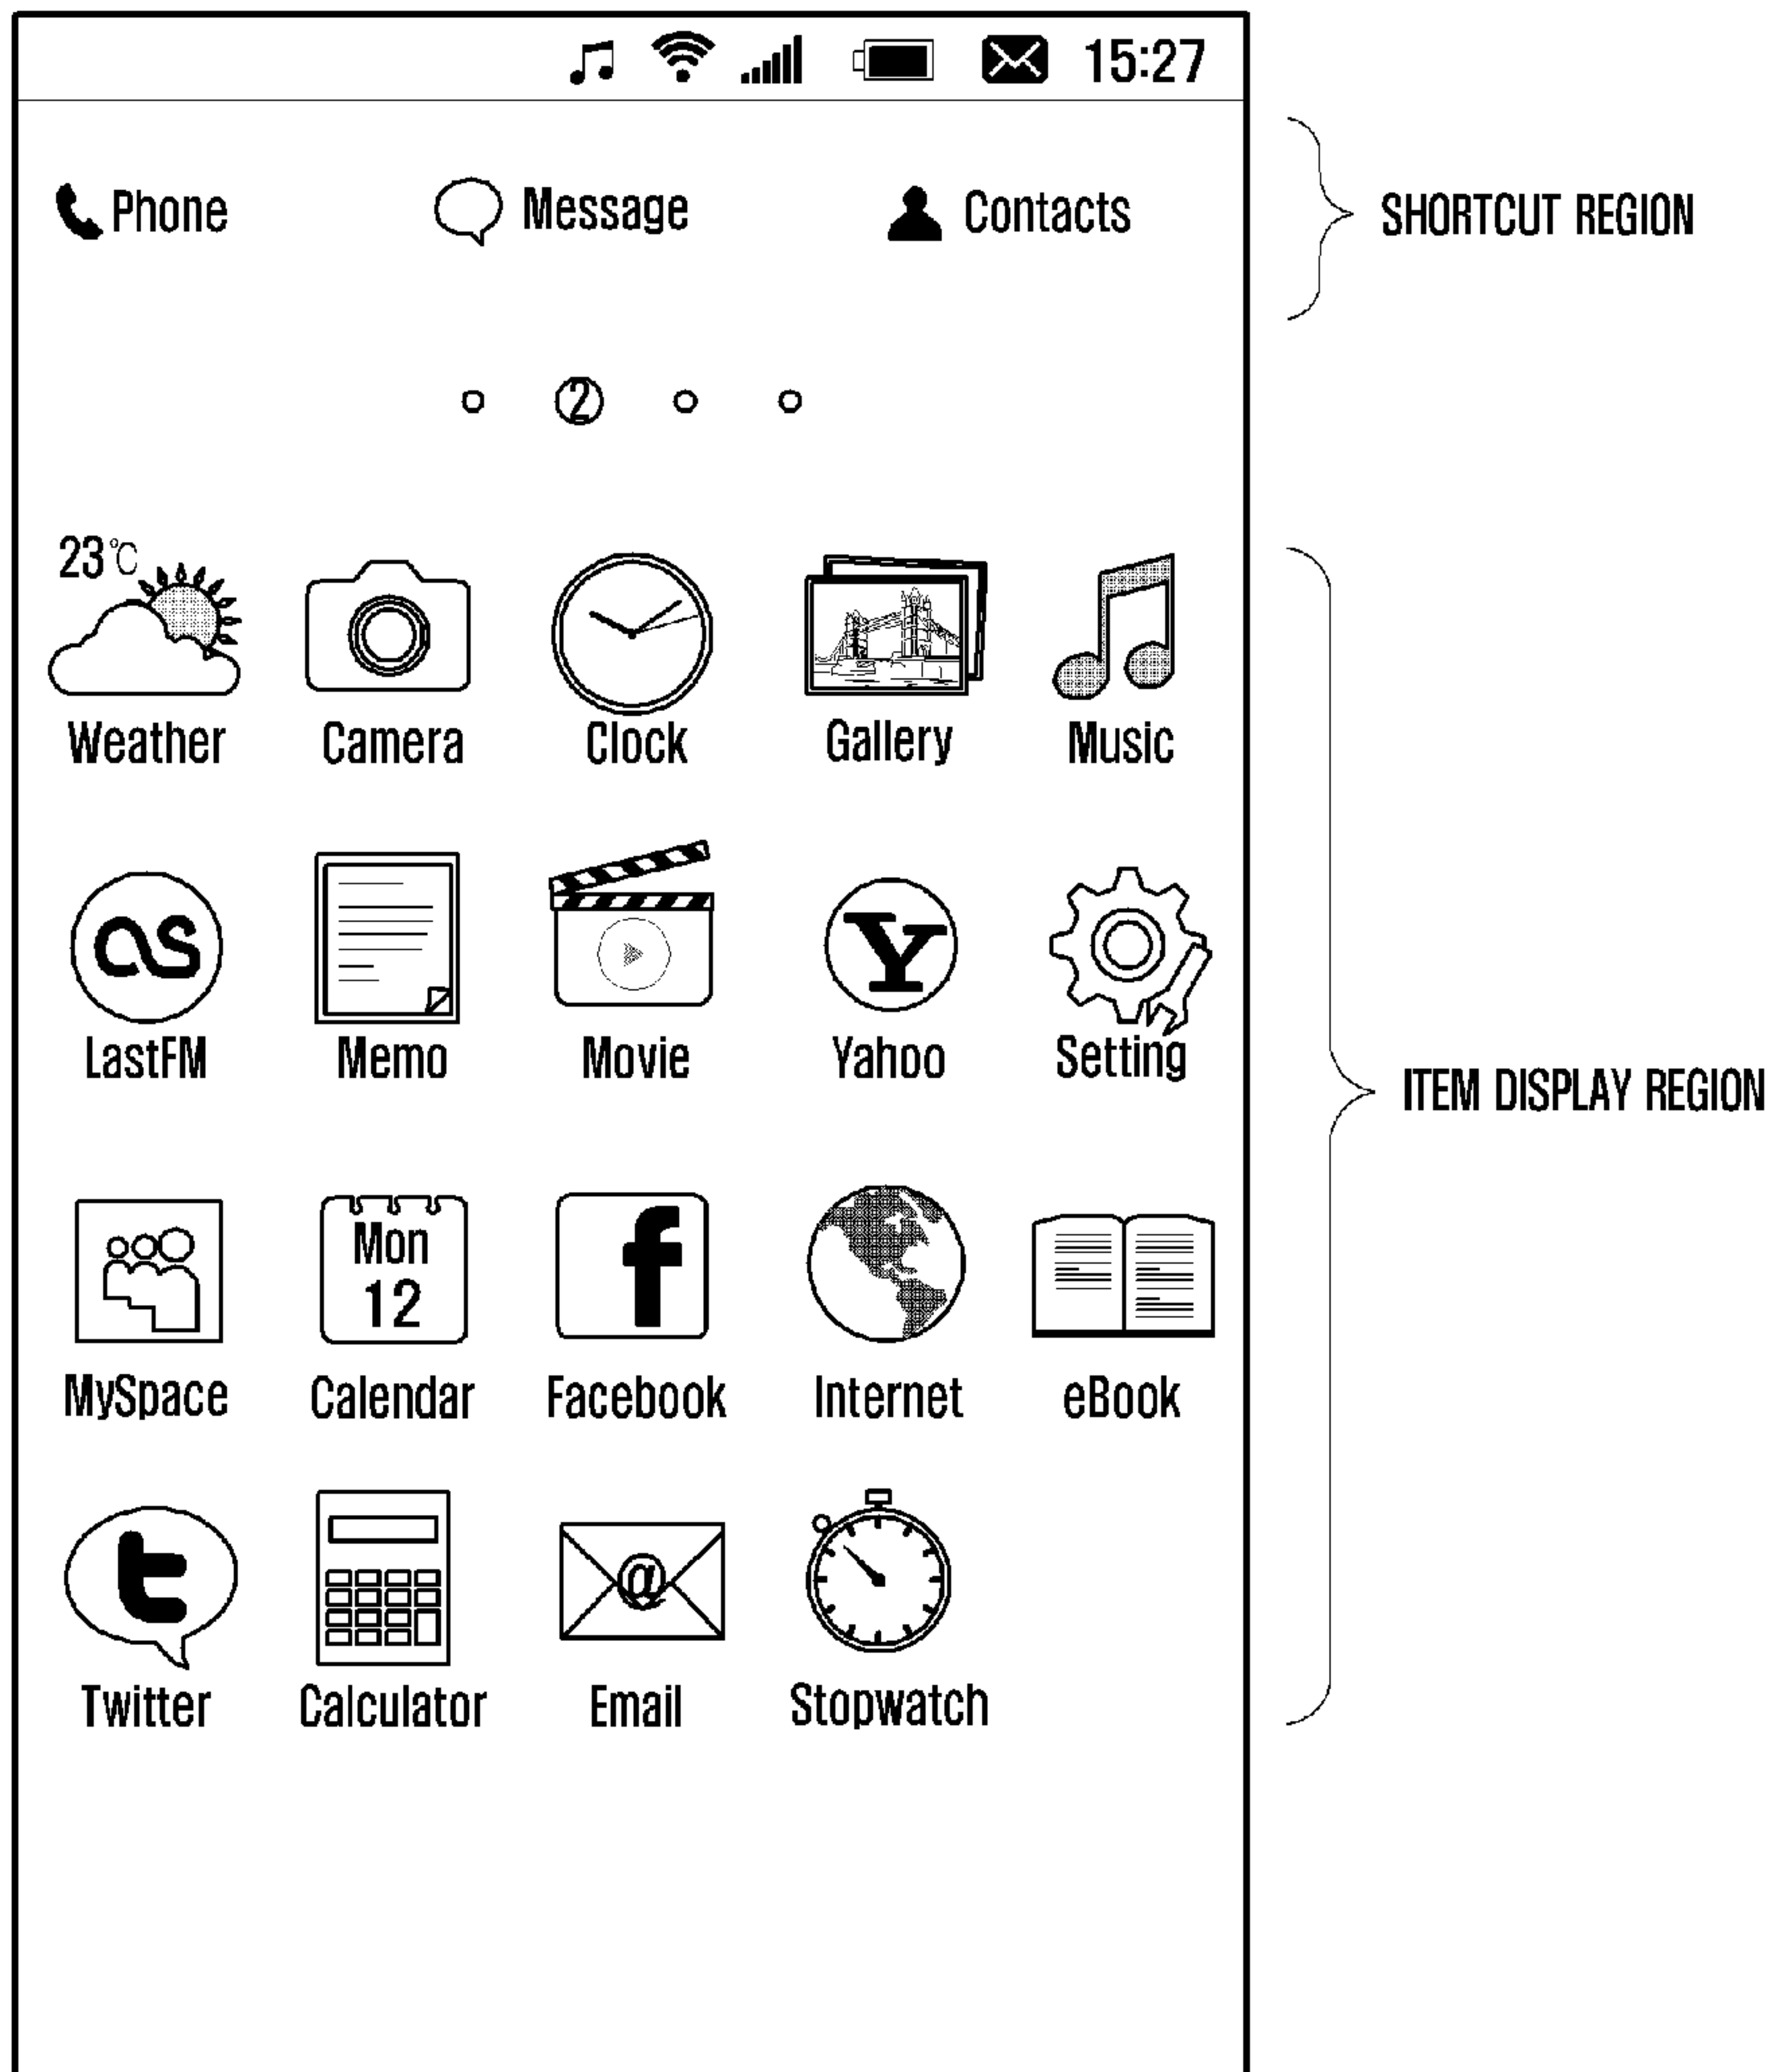 15:27
Phone Message Contacts
SHORTCUT REGION
2
23℃
Weather Camera Clock Gallery Music
as Y
LastFM Memo Movie Yahoo Setting
ITEM DISPLAY REGION
Mon
12
f
MySpace Calendar Facebook Internet eBook
t @
Twitter Calculator Email Stopwatch